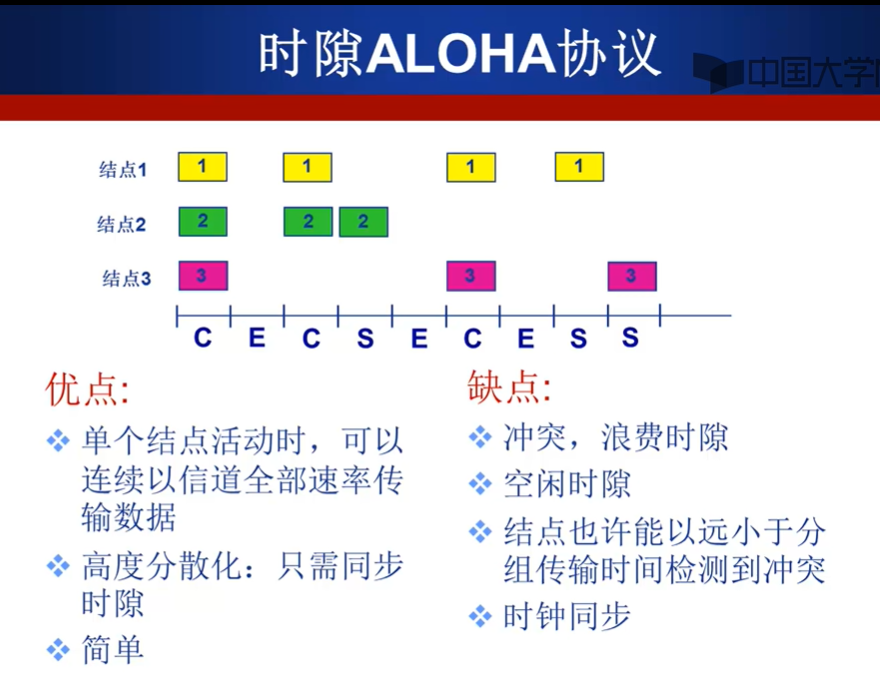 时隙ALOHA协议
中国大学
结点1 1 1 1 1
结点2 2 2 2
结点3 3 3 3
C E C S E C E S S
优点:
单个结点活动时，可以
连续以信道全部速率传
输数据
高度分散化：只需同步
时隙
简单
缺点:
冲突，浪费时隙
空闲时隙
结点也许能以远小于分
组传输时间检测到冲突
时钟同步